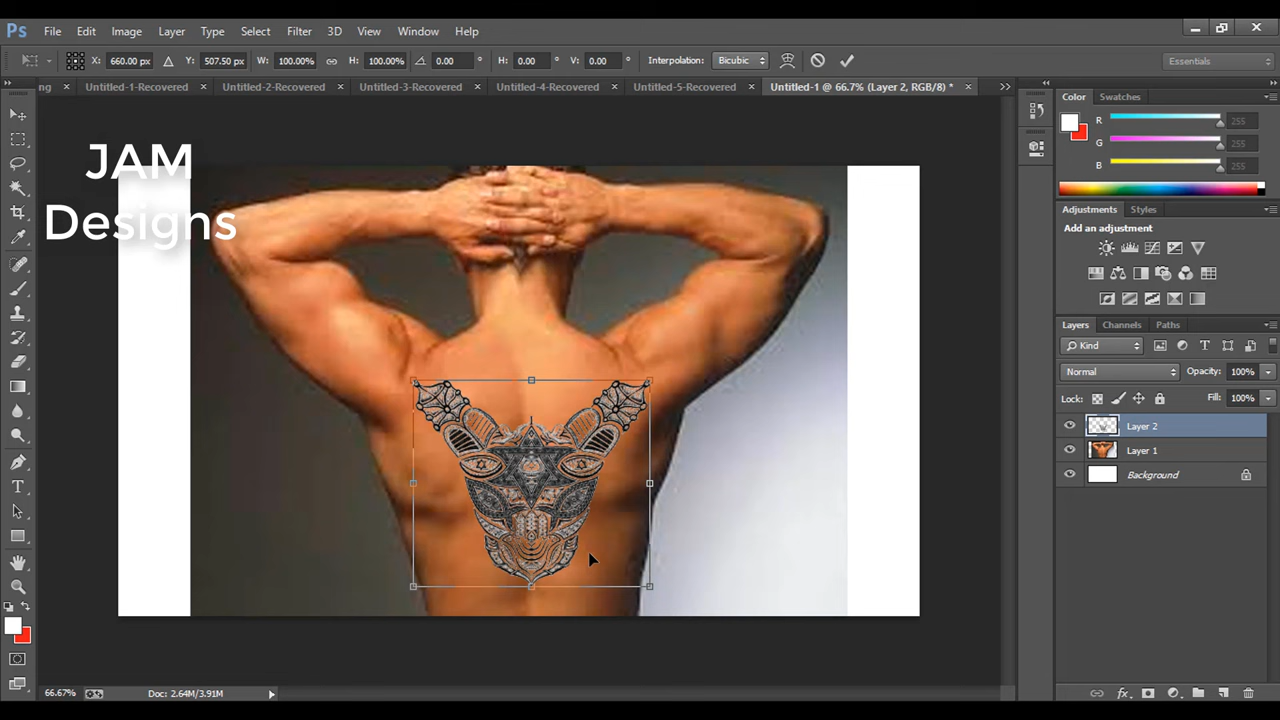 Ps File Edit Image Layer Type Select Filter 3D View Window Help
X: 660.00 px Y: 507.50 px W: 100.00% H: 100.00% 0.00 ° H: 0.00 ° V: 0.00 ° Interpolation: Bicubic Essentials
ng Untitled-1-Recovered Untitled-2-Recovered Untitled-3-Recovered Untitled-4-Recovered Untitled-5-Recovered Untitled-1 @ 66.7% (Layer 2, RGB/8) *
Color Swatches
R 255
G 255
B 255
JAM
Designs
Adjustments Styles
Add an adjustment
Layers Channels Paths
Kind
Normal Opacity: 100%
Lock: Fill: 100%
Layer 2
Layer 1
Background
66.67% Doc: 2.64M/3.91M